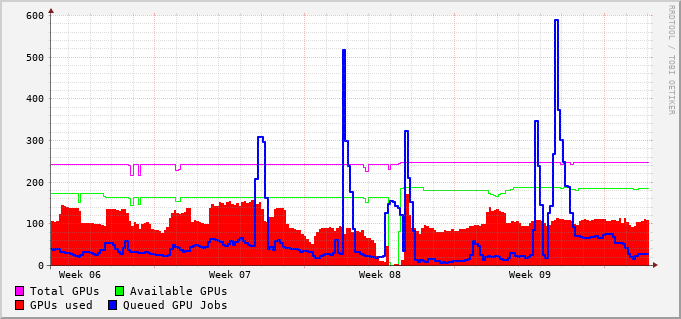 600
500
400
300
200
100
0
Week 06 Week 07 Week 08 Week 09
Total GPUs Available GPUs
GPUs used Queued GPU Jobs
RRDTOOL / TOBI OETIKER